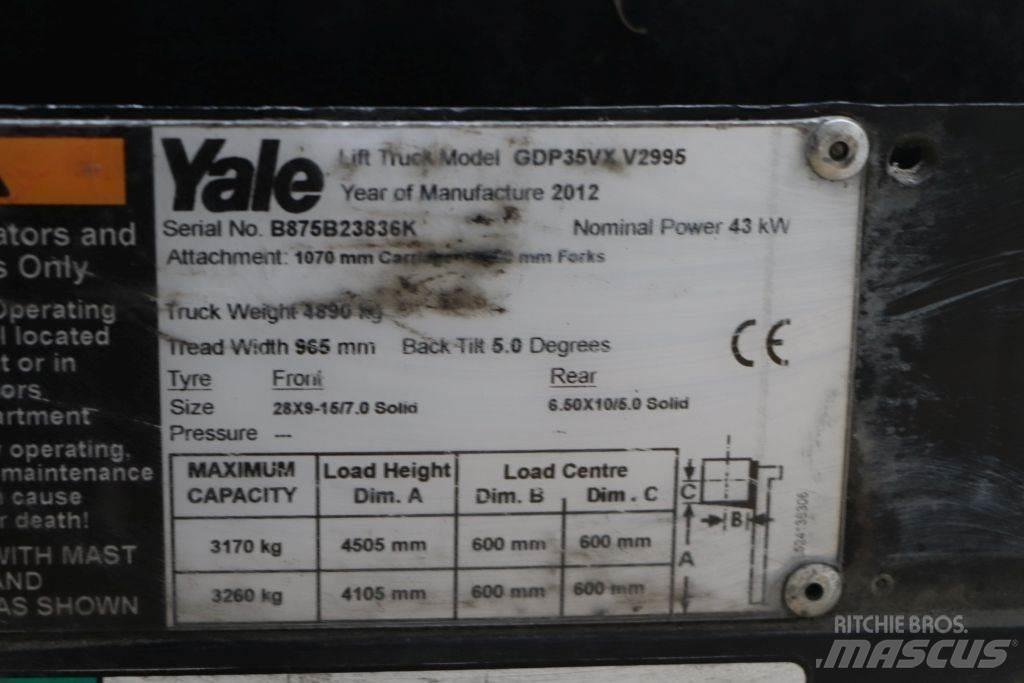 Yale
Lift Truck Model GDP35VX V2995
Year of Manufacture 2012
Serial No. B875B23836K Nominal Power 43 kW
Attachment: 1070 mm mm Forks
Truck Weight 4890 kg
Tread Width 965 mm Back Tilt 5.0 Degrees
CE
Tyre Front Rear
Size 28X9-15/7.0 Solid 6.50X10/5.0 Solid
Pressure ---
MAXIMUM CAPACITY Load Height Dim. A Load Centre Dim. B Dim. C
3170 kg 4505 mm 600 mm 600 mm
3260 kg 4105 mm 600 mm 600 mm
C
B
A
ators and
s Only
Operating
l located
t or in
ors
artment
operating,
maintenance
cause
r death!
WITH MAST
AND
AS SHOWN
RITCHIE BROS.
MASCUS